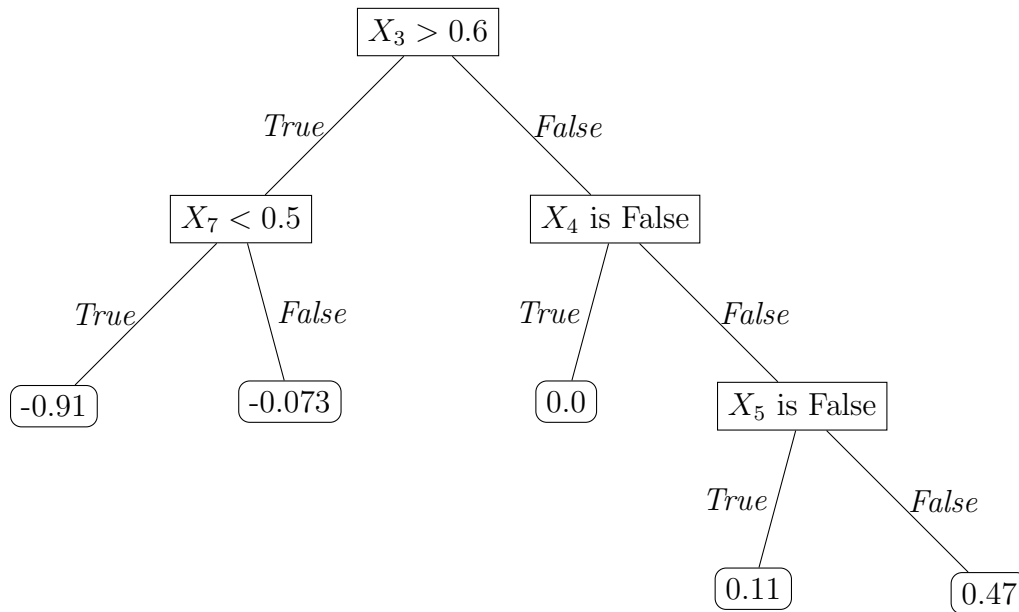 X₃ > 0.6
True
False
X₇ < 0.5
X₄ is False
True
False
True
False
-0.91
-0.073
0.0
X₅ is False
True
False
0.11
0.47